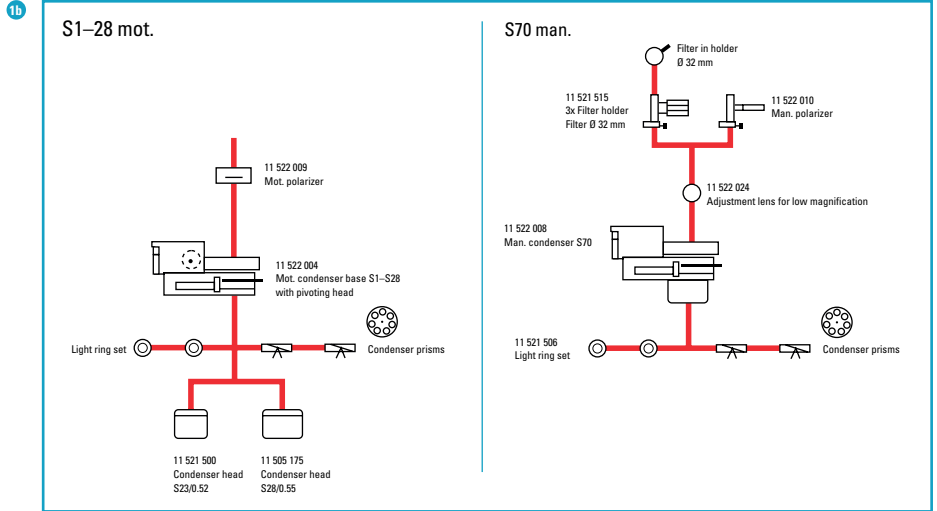 1b
S1–28 mot.
11 522 009
Mot. polarizer
11 522 004
Mot. condenser base S1–S28
with pivoting head
Light ring set
Condenser prisms
11 521 500
Condenser head
S23/0.52
11 505 175
Condenser head
S28/0.55
S70 man.
Filter in holder
Ø 32 mm
11 521 515
3x Filter holder
Filter Ø 32 mm
11 522 010
Man. polarizer
11 522 024
Adjustment lens for low magnification
11 522 008
Man. condenser S70
11 521 506
Light ring set
Condenser prisms